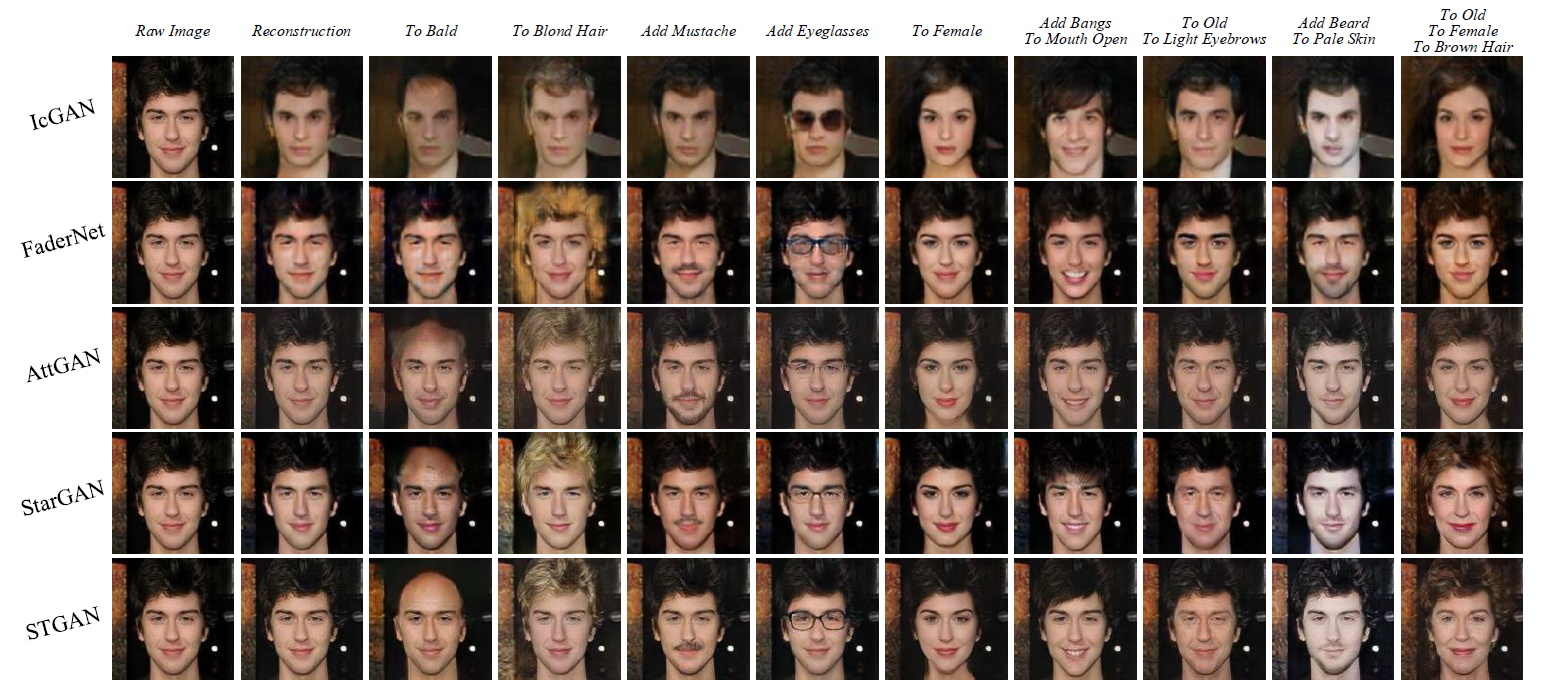 Raw Image
Reconstruction
To Bald
To Blond Hair
Add Mustache
Add Eyeglasses
To Female
Add Bangs
To Mouth Open
To Old
To Light Eyebrows
Add Beard
To Pale Skin
To Old
To Female
To Brown Hair
IcGAN
FaderNet
AttGAN
StarGAN
STGAN